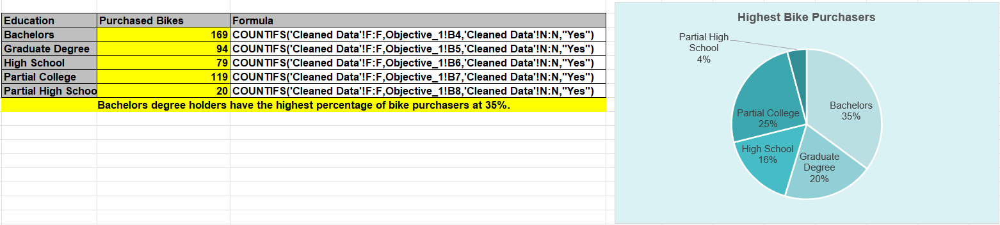 Education Purchased Bikes Formula
Bachelors 169 COUNTIFS('Cleaned Data'!F:F,Objective_1!B4,'Cleaned Data'!N:N,"Yes")
Graduate Degree 94 COUNTIFS('Cleaned Data'!F:F,Objective_1!B5,'Cleaned Data'!N:N,"Yes")
High School 79 COUNTIFS('Cleaned Data'!F:F,Objective_1!B6,'Cleaned Data'!N:N,"Yes")
Partial College 119 COUNTIFS('Cleaned Data'!F:F,Objective_1!B7,'Cleaned Data'!N:N,"Yes")
Partial High Schoo 20 COUNTIFS('Cleaned Data'!F:F,Objective_1!B8,'Cleaned Data'!N:N,"Yes")
Bachelors degree holders have the highest percentage of bike purchasers at 35%.
Highest Bike Purchasers
Partial High
School
4%
Bachelors
35%
Partial College
25%
High School
16%
Graduate
Degree
20%